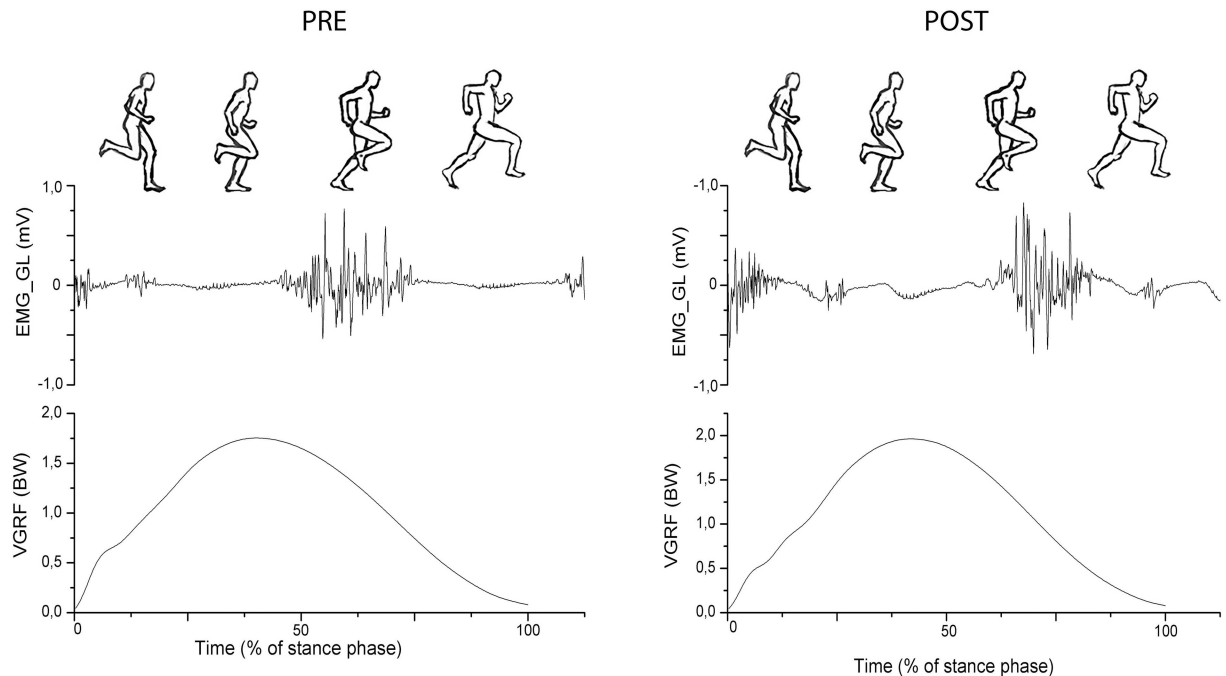 PRE
POST
1,0
0
-1,0
EMG_GL (mV)
-1,0
0
-1,0
EMG_GL (mV)
2,0
1,5
1,0
0,5
0,0
VGRF (BW)
0
50
100
Time (% of stance phase)
2,0
1,5
1,0
0,5
0,0
VGRF (BW)
0
50
100
Time (% of stance phase)